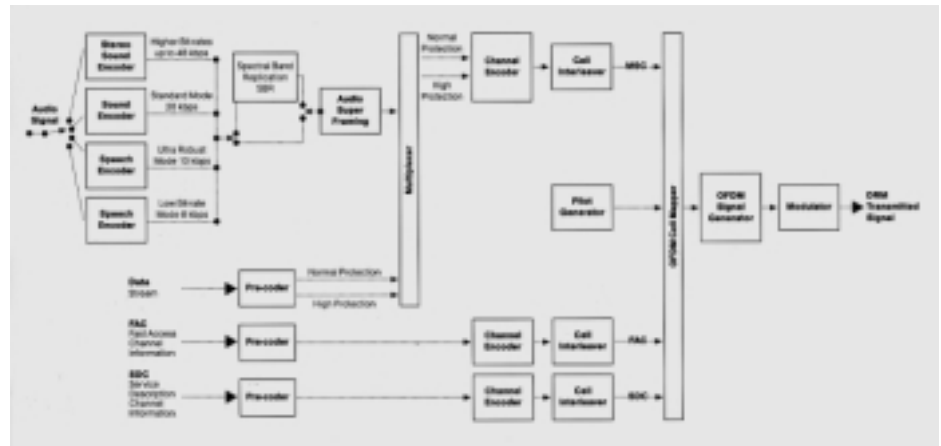 Audio
Signal
Stereo
Sound
Encoder
Higher Bitrates
up to 48 kbps
Sound
Encoder
Standard Mode
Speech
Encoder
Ultra Robust
Mode
Speech
Encoder
Low Bitrate
Mode 8 kbps
Spectral Band
Replication
SBR
Audio
Super
Framing
Multiplexer
Normal
Protection
High
Protection
Channel
Encoder
Cell
Interleaver
MSC
Pilot
Generator
OFDM Cell Mapper
OFDM
Signal
Generator
Modulator
DRM
Transmitted
Signal
Data
Stream
Pre-coder
Normal Protection
High Protection
FAC
Fast Access
Channel
Information
Pre-coder
Channel
Encoder
Cell
Interleaver
FAC
SDC
Service
Description
Channel
Information
Pre-coder
Channel
Encoder
Cell
Interleaver
SDC